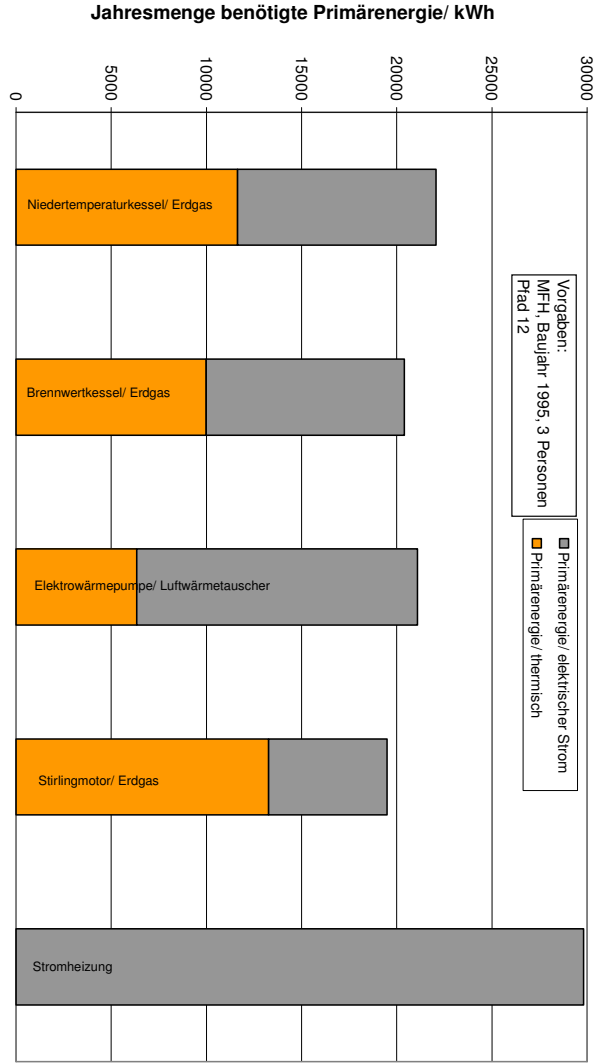 Jahresmenge benötigte Primärenergie/ kWh
0
5000
10000
15000
20000
25000
30000
Niedertemperaturkessel/ Erdgas
Brennwertkessel/ Erdgas
Elektrowärmepumpe/ Luftwärmetauscher
Stirlingmotor/ Erdgas
Stromheizung
Vorgaben:
MFH, Baujahr 1995, 3 Personen
Pfad 12
Primärenergie/ elektrischer Strom
Primärenergie/ thermisch